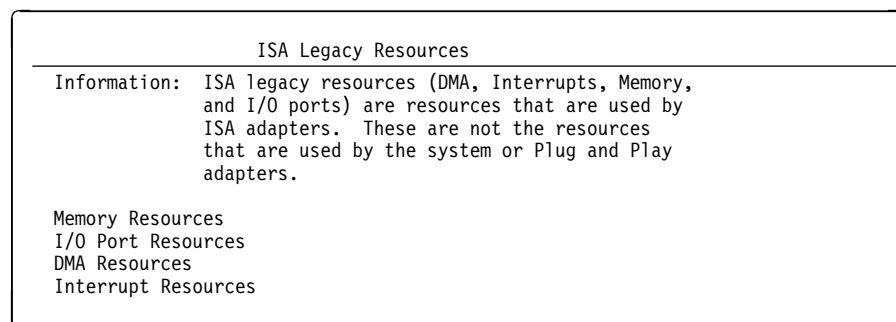 ISA Legacy Resources
Information: ISA legacy resources (DMA, Interrupts, Memory,
and I/O ports) are resources that are used by
ISA adapters. These are not the resources
that are used by the system or Plug and Play
adapters.
Memory Resources
I/O Port Resources
DMA Resources
Interrupt Resources